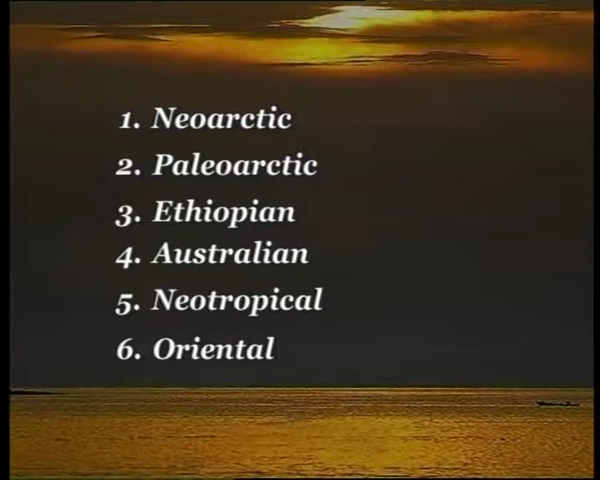 1. Neoarctic
2. Paleoarctic
3. Ethiopian
4. Australian
5. Neotropical
6. Oriental